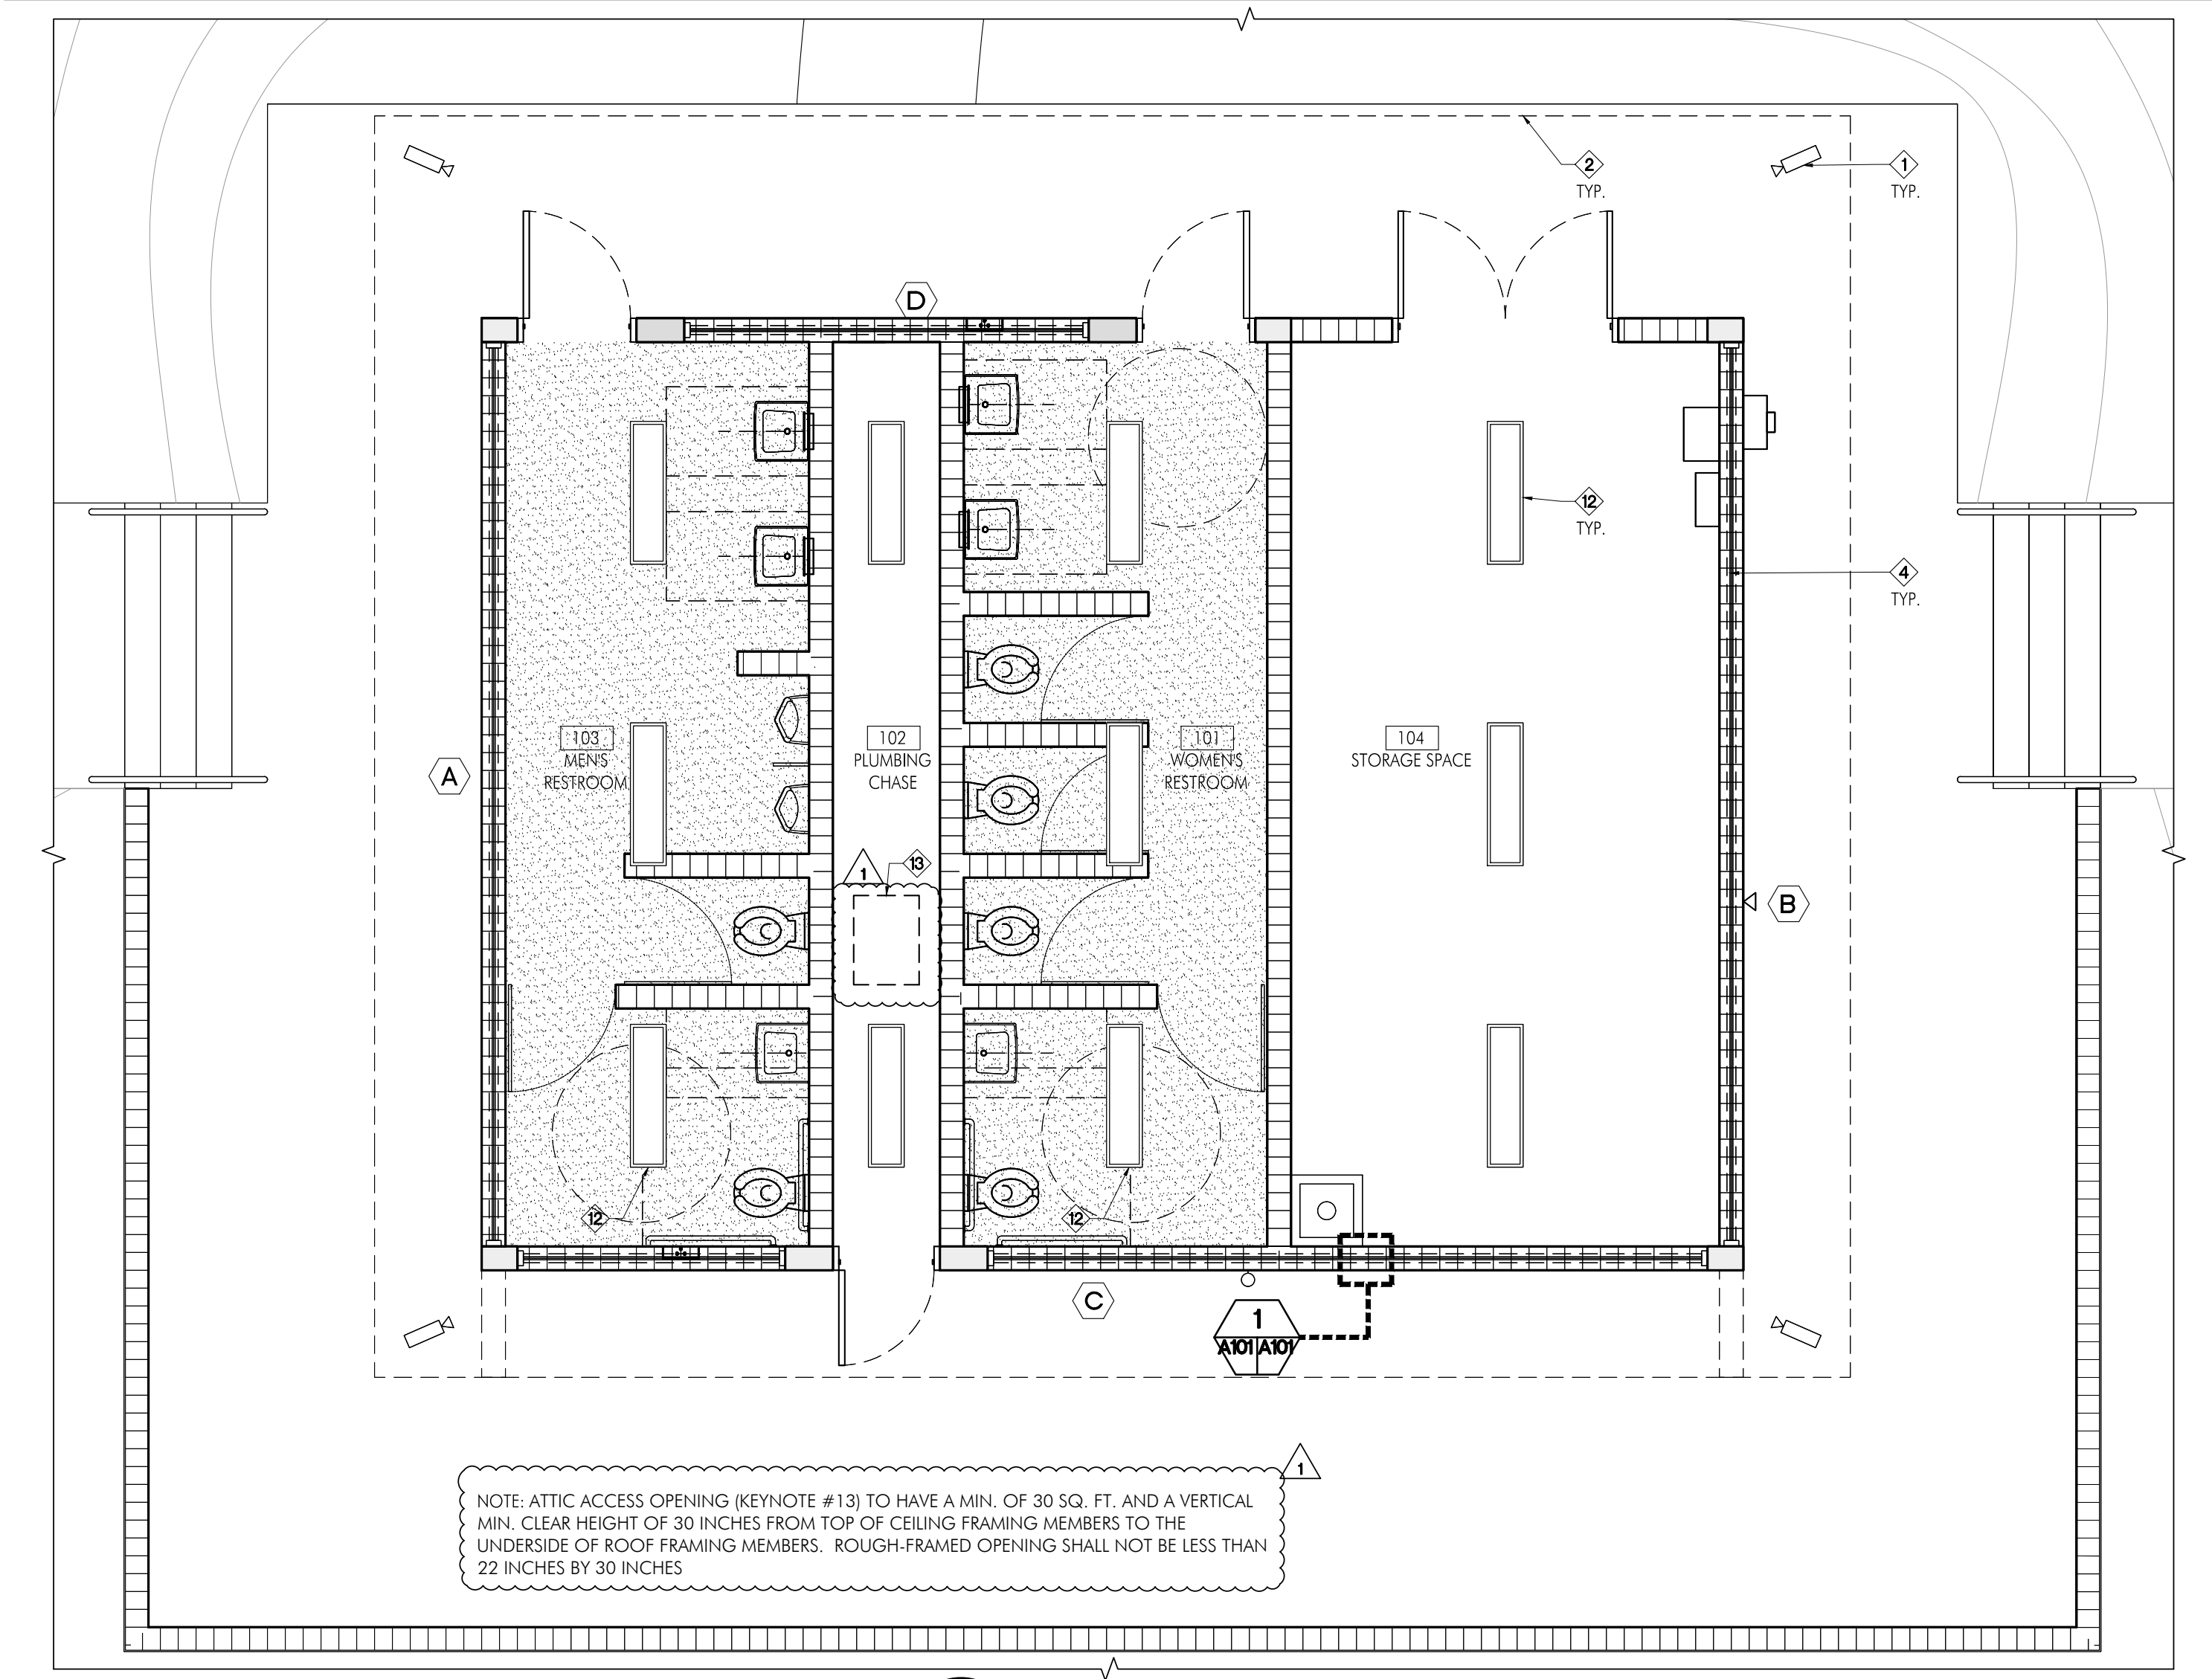 2
TYP.
1
TYP.
D
12
TYP.
4
TYP.
103
MEN'S
RESTROOM
102
PLUMBING
CHASE
101
WOMEN'S
RESTROOM
104
STORAGE SPACE
A
1
13
B
12
12
C
1
A101 A101
1
NOTE: ATTIC ACCESS OPENING (KEYNOTE #13) TO HAVE A MIN. OF 30 SQ. FT. AND A VERTICAL
MIN. CLEAR HEIGHT OF 30 INCHES FROM TOP OF CEILING FRAMING MEMBERS TO THE
UNDERSIDE OF ROOF FRAMING MEMBERS. ROUGH-FRAMED OPENING SHALL NOT BE LESS THAN
22 INCHES BY 30 INCHES